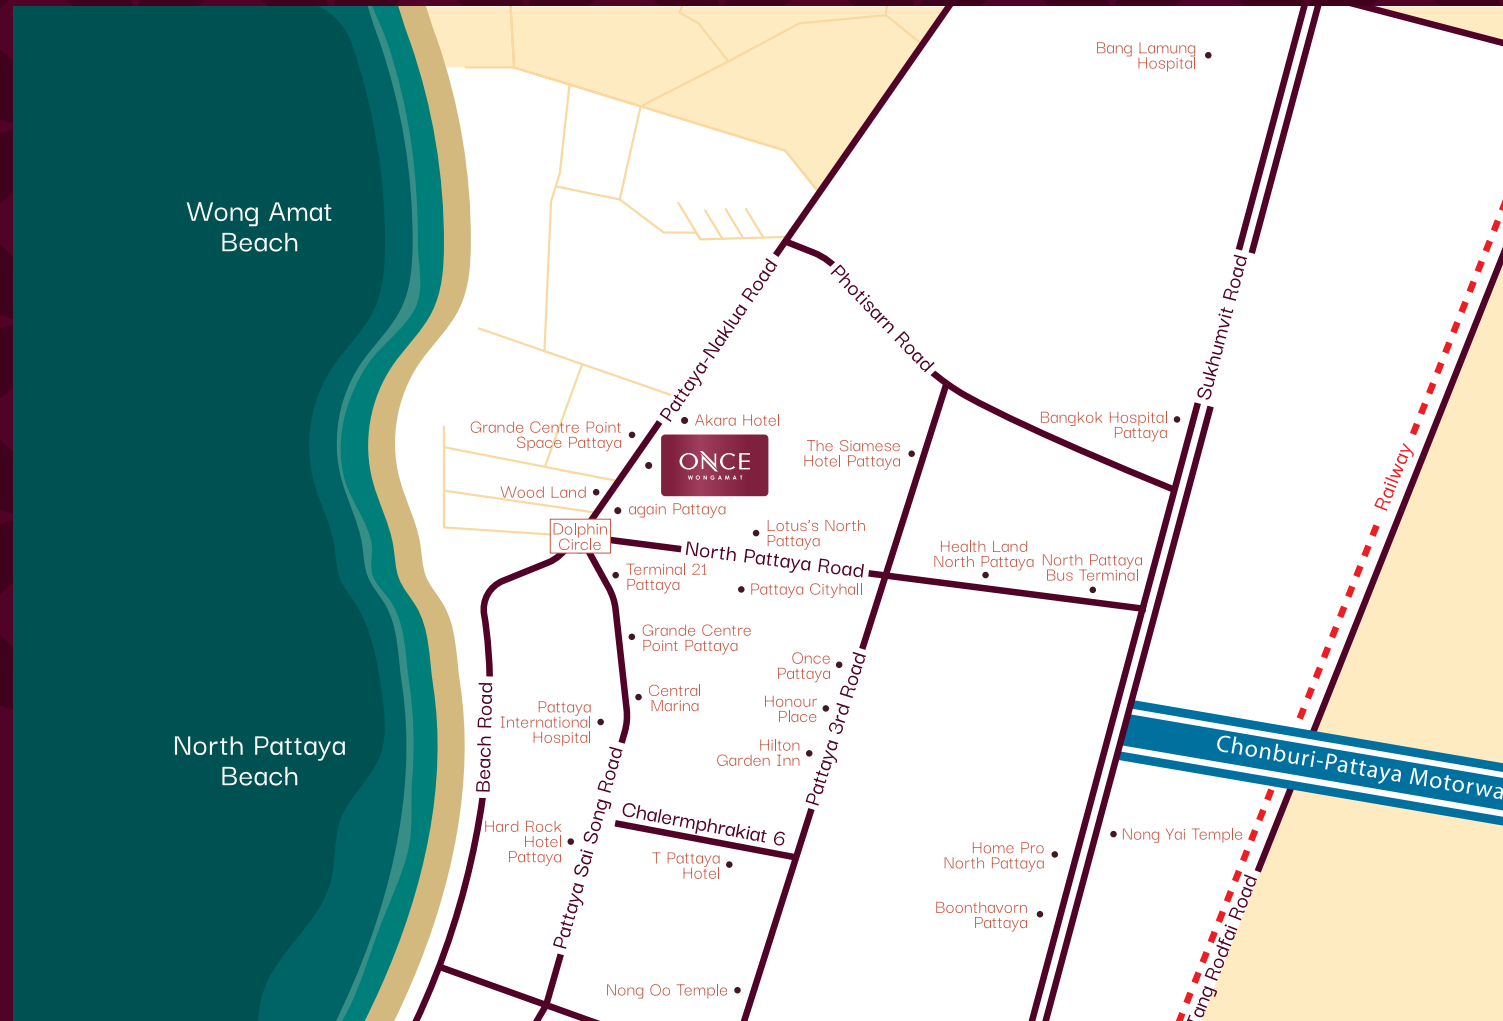 Bang Lamung
Hospital
Wong Amat
Beach
Pattaya-Naklua Road
Photisarn Road
Sukhumvit Road
Railway
Akara Hotel
Grande Centre Point
Space Pattaya
ONCE
WONGAMAT
The Siamese
Hotel Pattaya
Bangkok Hospital
Pattaya
Wood Land
again Pattaya
Dolphin
Circle
Lotus's North
Pattaya
North Pattaya Road
Health Land
North Pattaya
North Pattaya
Bus Terminal
Terminal 21
Pattaya
Pattaya Cityhall
Grande Centre
Point Pattaya
Once
Pattaya
Central
Marina
Honour
Place
Pattaya
International
Hospital
Hilton
Garden Inn
Pattaya 3rd Road
Beach Road
North Pattaya
Beach
Chonburi-Pattaya Motorwa
Pattaya Sai Song Road
Chalermphrakiat 6
Hard Rock
Hotel
Pattaya
T Pattaya
Hotel
Home Pro
North Pattaya
Nong Yai Temple
Boonthavorn
Pattaya
Tang Rodfai Road
Nong Oo Temple